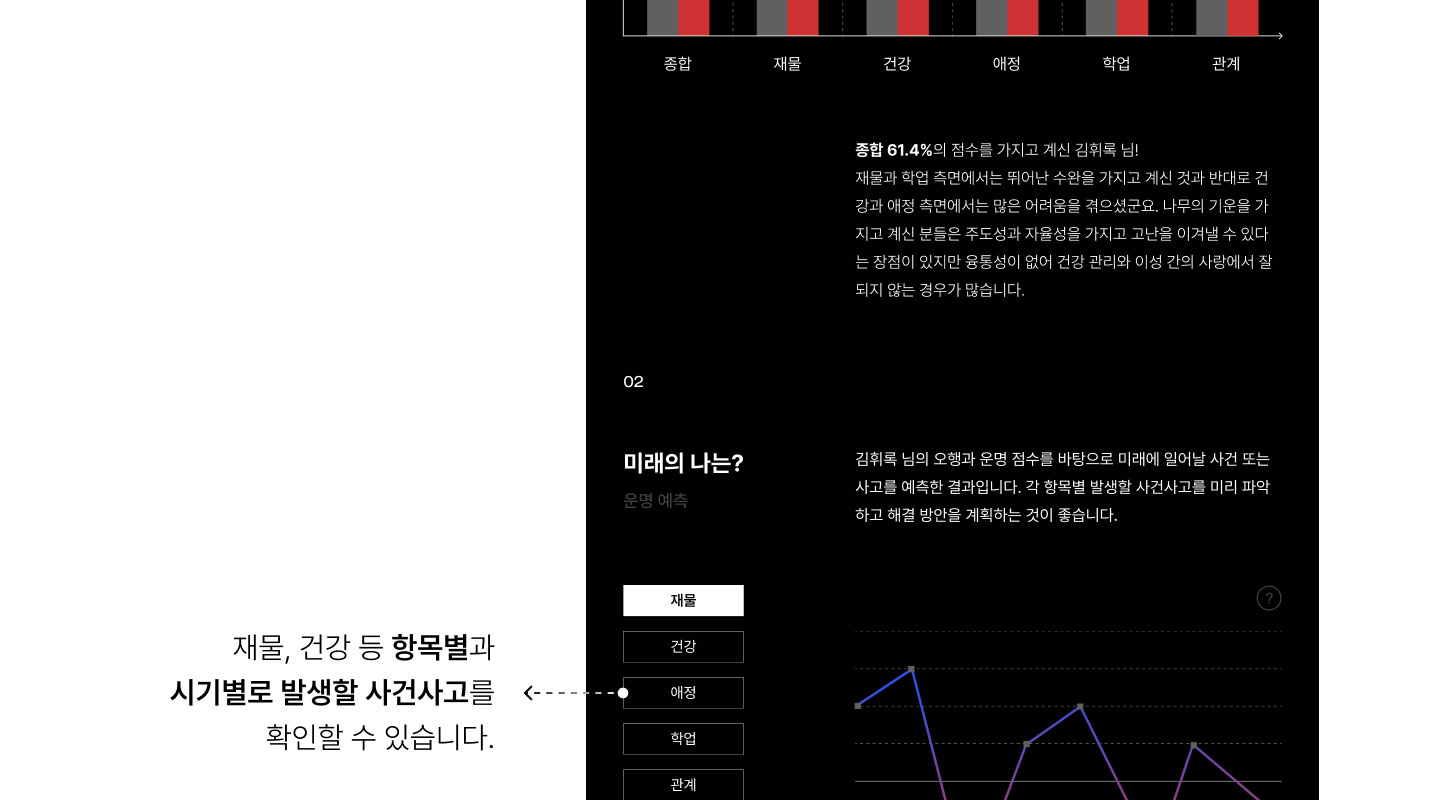 종합 재물 건강 애정 학업 관계
종합 61.4%의 점수를 가지고 계신 김휘록 님!
재물과 학업 측면에서는 뛰어난 수완을 가지고 계신 것과 반대로 건
강과 애정 측면에서는 많은 어려움을 겪으셨군요. 나무의 기운을 가
지고 계신 분들은 주도성과 자율성을 가지고 고난을 이겨낼 수 있다
는 장점이 있지만 융통성이 없어 건강 관리와 이성 간의 사랑에서 잘
되지 않는 경우가 많습니다.
02
미래의 나는?
운명 예측
김휘록 님의 오행과 운명 점수를 바탕으로 미래에 일어날 사건 또는
사고를 예측한 결과입니다. 각 항목별 발생할 사건사고를 미리 파악
하고 해결 방안을 계획하는 것이 좋습니다.
재물
건강
애정
학업
관계
?
재물, 건강 등 항목별과
시기별로 발생할 사건사고를
확인할 수 있습니다.